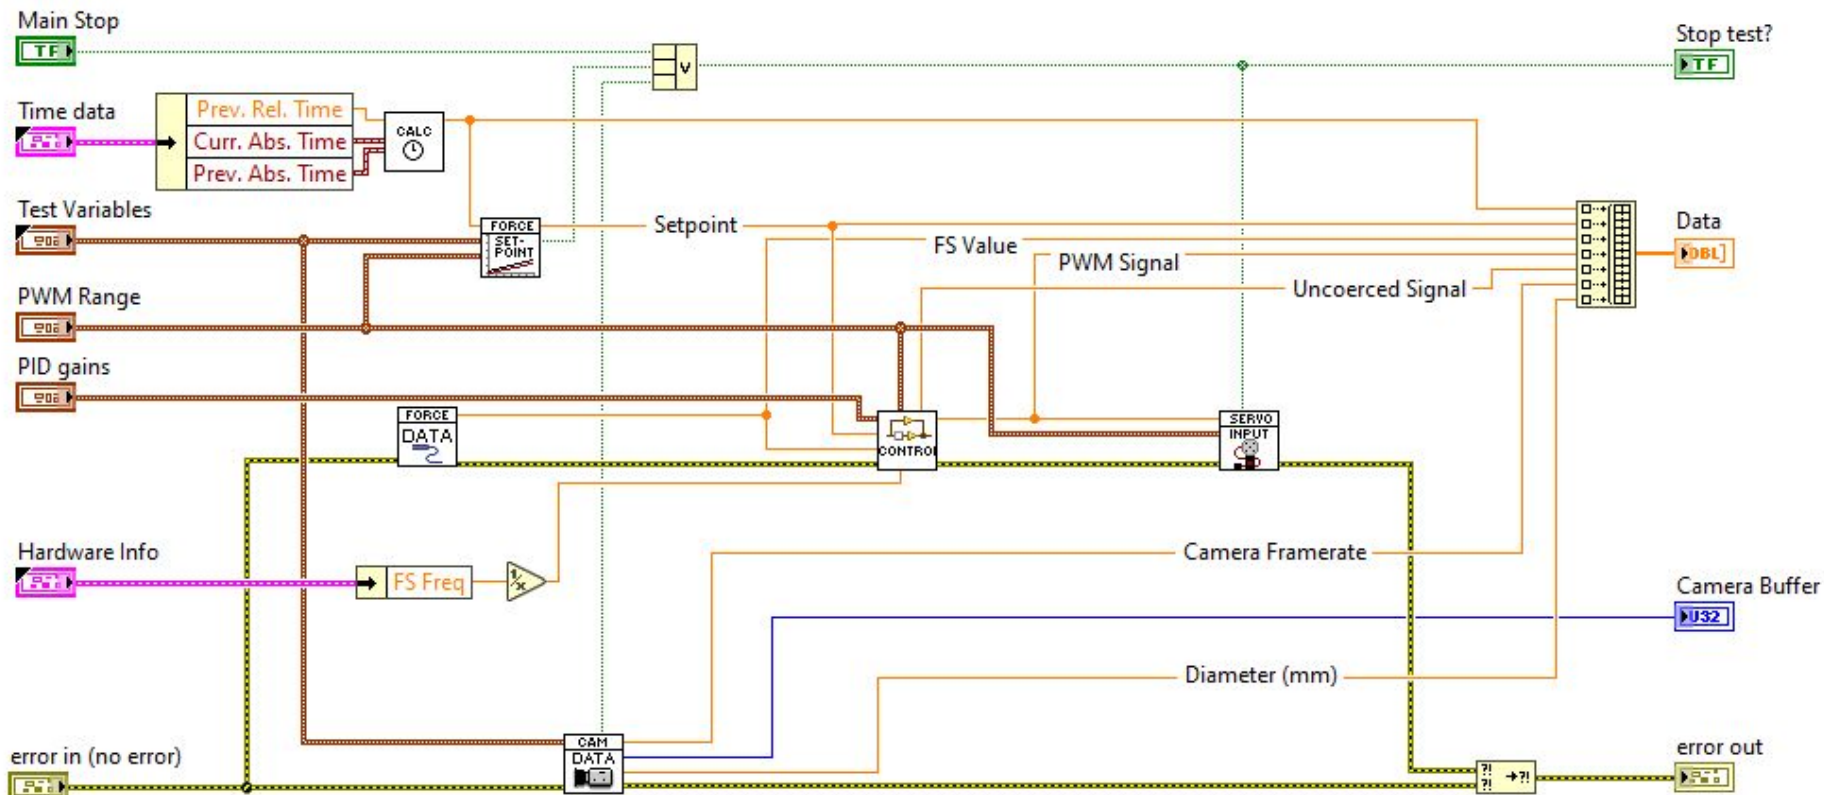 Main Stop
TF
Stop test?
TF
V
Time data
Prev. Rel. Time
Curr. Abs. Time
Prev. Abs. Time
CALC
Test Variables
FORCE
SET-
POINT
Setpoint
FS Value
PWM Signal
Uncoerced Signal
Data
DBL]
PWM Range
PID gains
FORCE
DATA
CONTROL
SERVO
INPUT
Hardware Info
FS Freq
1/x
Camera Framerate
Camera Buffer
U32
Diameter (mm)
error in (no error)
CAM
DATA
?!
?!
→?!
error out